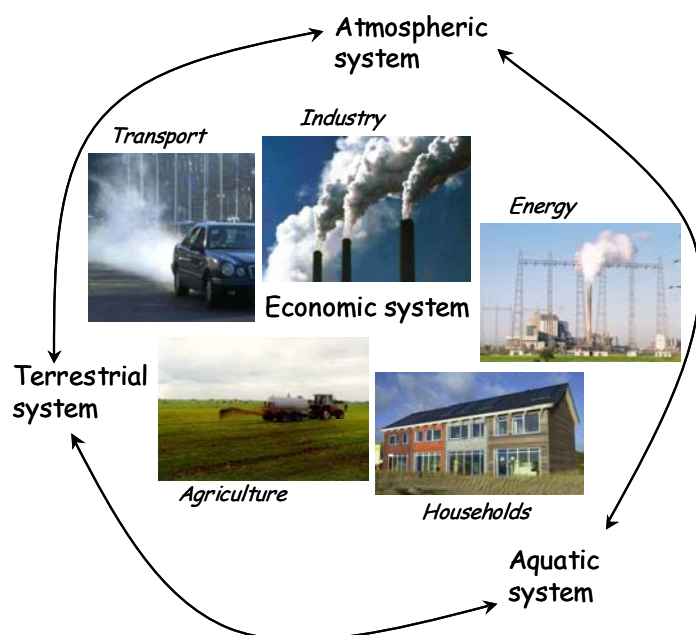 Atmospheric
system
Industry
Transport
Energy
Economic system
Terrestrial
system
Agriculture
Households
Aquatic
system